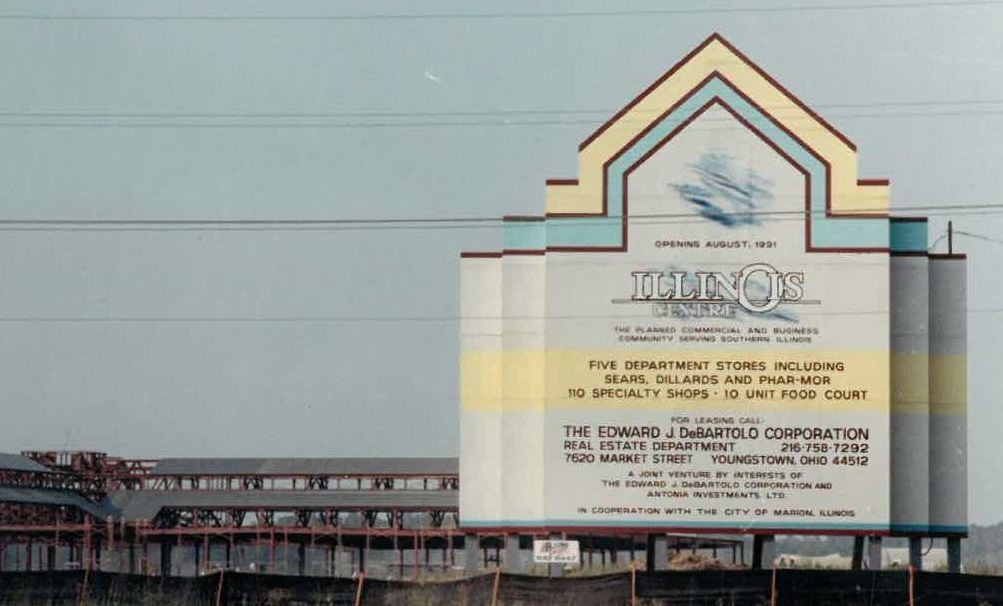 OPENING AUGUST, 1991
ILLINOIS
CENTRE
THE PLANNED COMMERCIAL AND BUSINESS
COMMUNITY SERVING SOUTHERN ILLINOIS
FIVE DEPARTMENT STORES INCLUDING
SEARS, DILLARDS AND PHAR-MOR
110 SPECIALTY SHOPS · 10 UNIT FOOD COURT
FOR LEASING CALL:
THE EDWARD J. DeBARTOLO CORPORATION
REAL ESTATE DEPARTMENT 216-758-7292
7620 MARKET STREET YOUNGSTOWN, OHIO 44512
A JOINT VENTURE BY INTERESTS OF
THE EDWARD J. DeBARTOLO CORPORATION AND
ANTONIA INVESTMENTS, LTD.
IN COOPERATION WITH THE CITY OF MARION, ILLINOIS